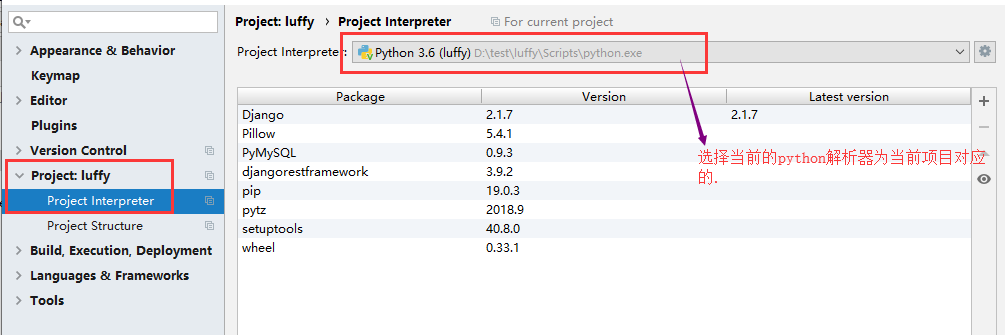 Project: luffy › Project Interpreter For current project
Appearance & Behavior
Keymap
Editor
Plugins
Version Control
Project: luffy
Project Interpreter
Project Structure
Build, Execution, Deployment
Languages & Frameworks
Tools
Project Interpreter: Python 3.6 (luffy) D:\test\luffy\Scripts\python.exe
Package Version Latest version
Django 2.1.7 2.1.7
Pillow 5.4.1
PyMySQL 0.9.3
djangorestframework 3.9.2
pip 19.0.3
pytz 2018.9
setuptools 40.8.0
wheel 0.33.1
选择当前的python解析器为当前项目对应
的.